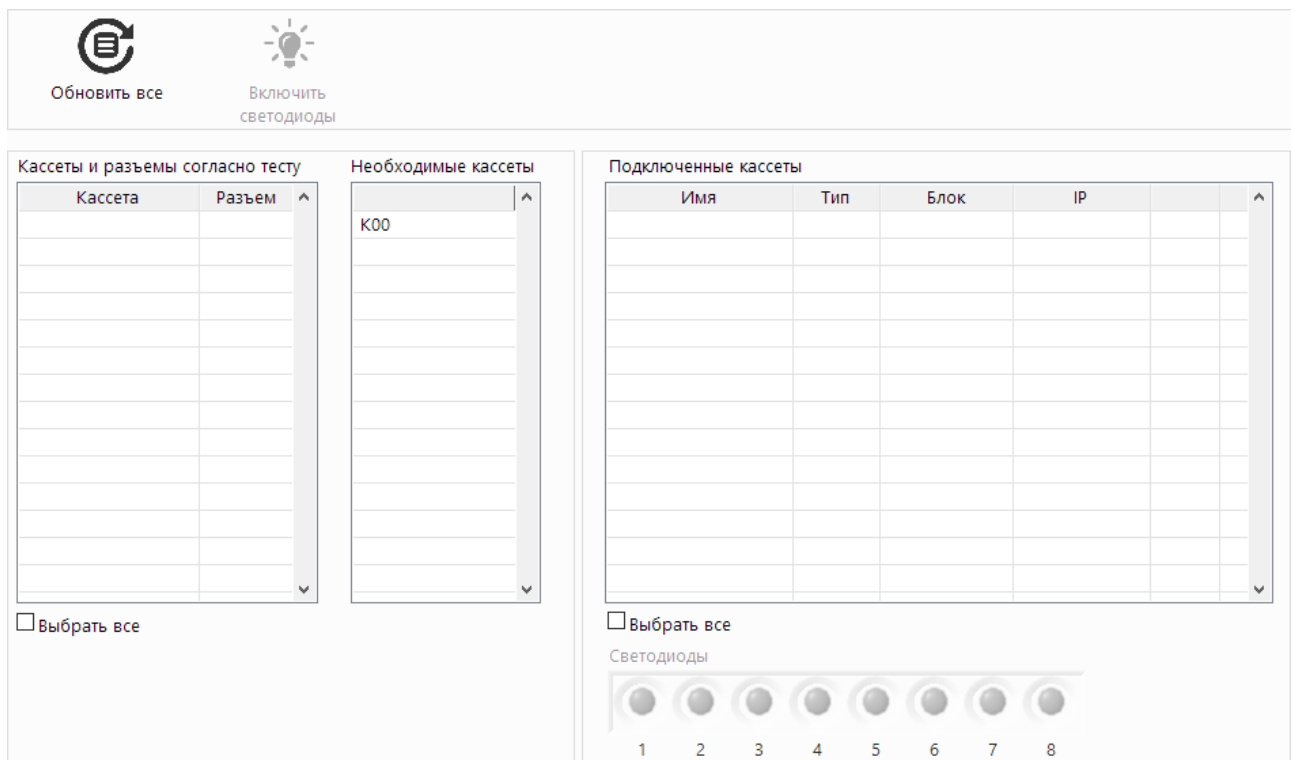 Обновить все
Включить
светодиоды
Кассеты и разъемы согласно тесту
Необходимые кассеты
Подключенные кассеты
Кассета Разъем
Имя Тип Блок IP
K00
Выбрать все
Выбрать все
Светодиоды
1 2 3 4 5 6 7 8